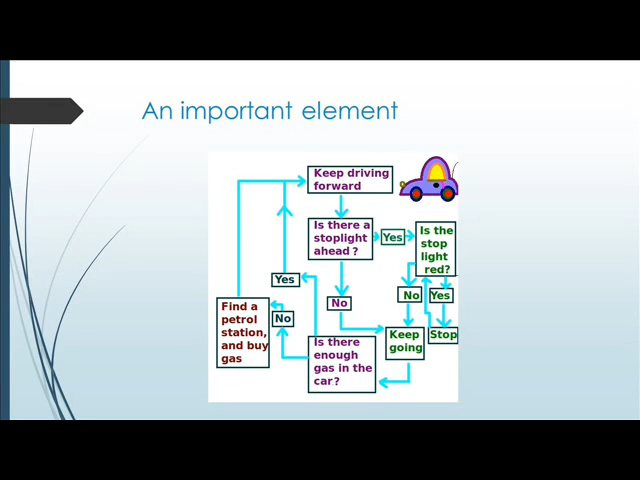 An important element
Keep driving
forward
Is there a
stoplight
ahead?
Yes
Is the
stop
light
red?
Yes
No
No
Yes
Find a
petrol
station,
and buy
gas
No
Keep
going
Stop
Is there
enough
gas in the
car?